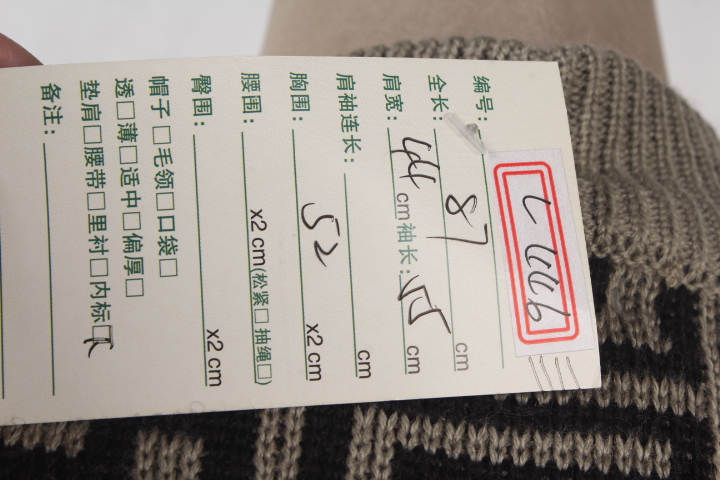 编号:
全长: 87 cm
肩宽: 44 cm 袖长: cm
肩袖连长: cm
胸围: 52 x2 cm
腰围: x2 cm(松紧□ 抽绳□)
臀围: x2 cm
帽子□毛领□口袋□
透□薄□适中□偏厚□
垫肩□腰带□里衬□内标□
备注: